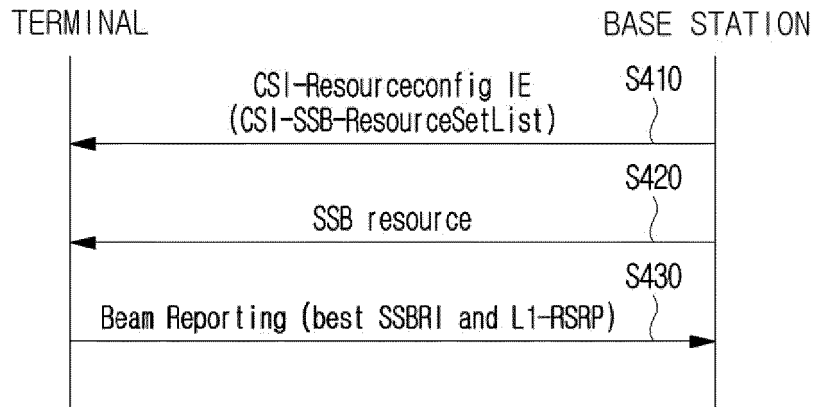 TERMINAL
BASE STATION
CSI-Resourceconfig IE
(CSI-SSB-ResourceSetList)
S410
SSB resource
S420
Beam Reporting (best SSBRI and L1-RSRP)
S430